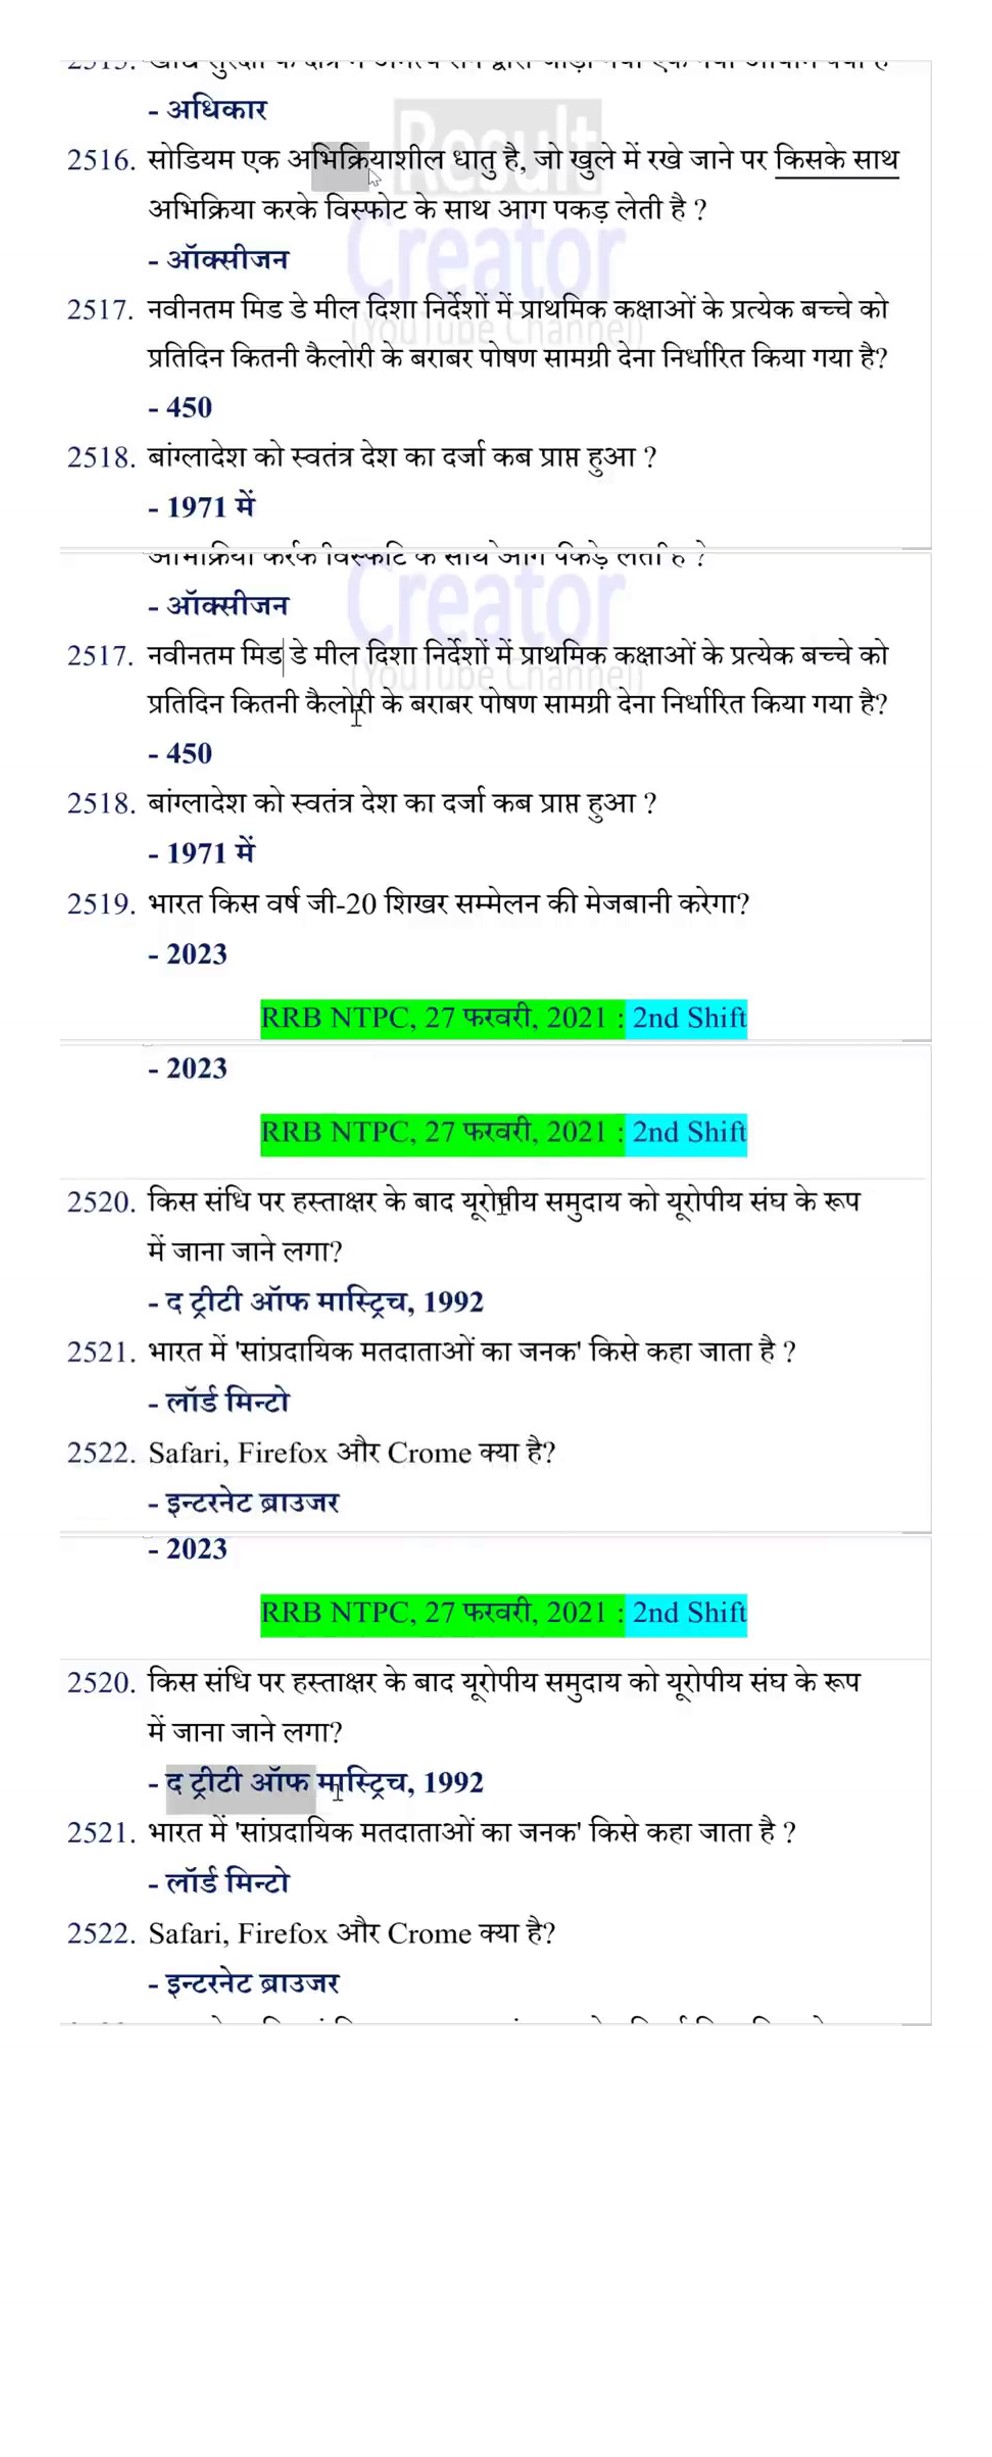 - अधिकार
Result
2516. सोडियम एक अभिक्रियाशील धातु है, जो खुले में रखे जाने पर किसके साथ
अभिक्रिया करके विस्फोट के साथ आग पकड़ लेती है ?
Creator
- ऑक्सीजन
2517. नवीनतम मिड डे मील दिशा निर्देशों में प्राथमिक कक्षाओं के प्रत्येक बच्चे को
(YouTube Channel)
प्रतिदिन कितनी कैलोरी के बराबर पोषण सामग्री देना निर्धारित किया गया है?
- 450
2518. बांग्लादेश को स्वतंत्र देश का दर्जा कब प्राप्त हुआ ?
- 1971 में
अभिक्रिया करके विस्फोट के साथ आग पकड़ लेती है ?
Creator
- ऑक्सीजन
2517. नवीनतम मिड डे मील दिशा निर्देशों में प्राथमिक कक्षाओं के प्रत्येक बच्चे को
(YouTube Channel)
प्रतिदिन कितनी कैलोरी के बराबर पोषण सामग्री देना निर्धारित किया गया है?
- 450
2518. बांग्लादेश को स्वतंत्र देश का दर्जा कब प्राप्त हुआ ?
- 1971 में
2519. भारत किस वर्ष जी-20 शिखर सम्मेलन की मेजबानी करेगा?
- 2023
RRB NTPC, 27 फरवरी, 2021 : 2nd Shift
- 2023
RRB NTPC, 27 फरवरी, 2021 : 2nd Shift
2520. किस संधि पर हस्ताक्षर के बाद यूरोपीय समुदाय को यूरोपीय संघ के रूप
में जाना जाने लगा?
- द ट्रीटी ऑफ मास्ट्रिच, 1992
2521. भारत में 'सांप्रदायिक मतदाताओं का जनक' किसे कहा जाता है ?
- लॉर्ड मिन्टो
2522. Safari, Firefox और Crome क्या है?
- इन्टरनेट ब्राउजर
- 2023
RRB NTPC, 27 फरवरी, 2021 : 2nd Shift
2520. किस संधि पर हस्ताक्षर के बाद यूरोपीय समुदाय को यूरोपीय संघ के रूप
में जाना जाने लगा?
- द ट्रीटी ऑफ मास्ट्रिच, 1992
2521. भारत में 'सांप्रदायिक मतदाताओं का जनक' किसे कहा जाता है ?
- लॉर्ड मिन्टो
2522. Safari, Firefox और Crome क्या है?
- इन्टरनेट ब्राउजर